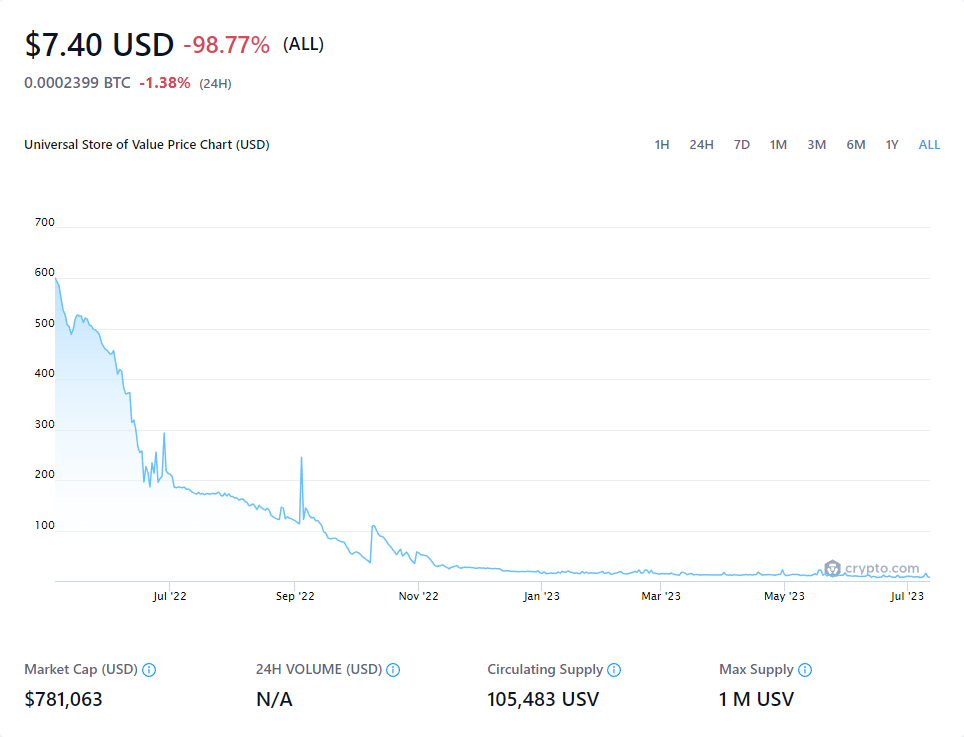 $7.40 USD -98.77% (ALL)
0.0002399 BTC -1.38% (24H)
Universal Store of Value Price Chart (USD) 1H 24H 7D 1M 3M 6M 1Y ALL
700
600
500
400
300
200
100
crypto.com
Jul '22 Sep '22 Nov '22 Jan '23 Mar '23 May '23 Jul '23
Market Cap (USD) 24H VOLUME (USD) Circulating Supply Max Supply
$781,063 N/A 105,483 USV 1 M USV